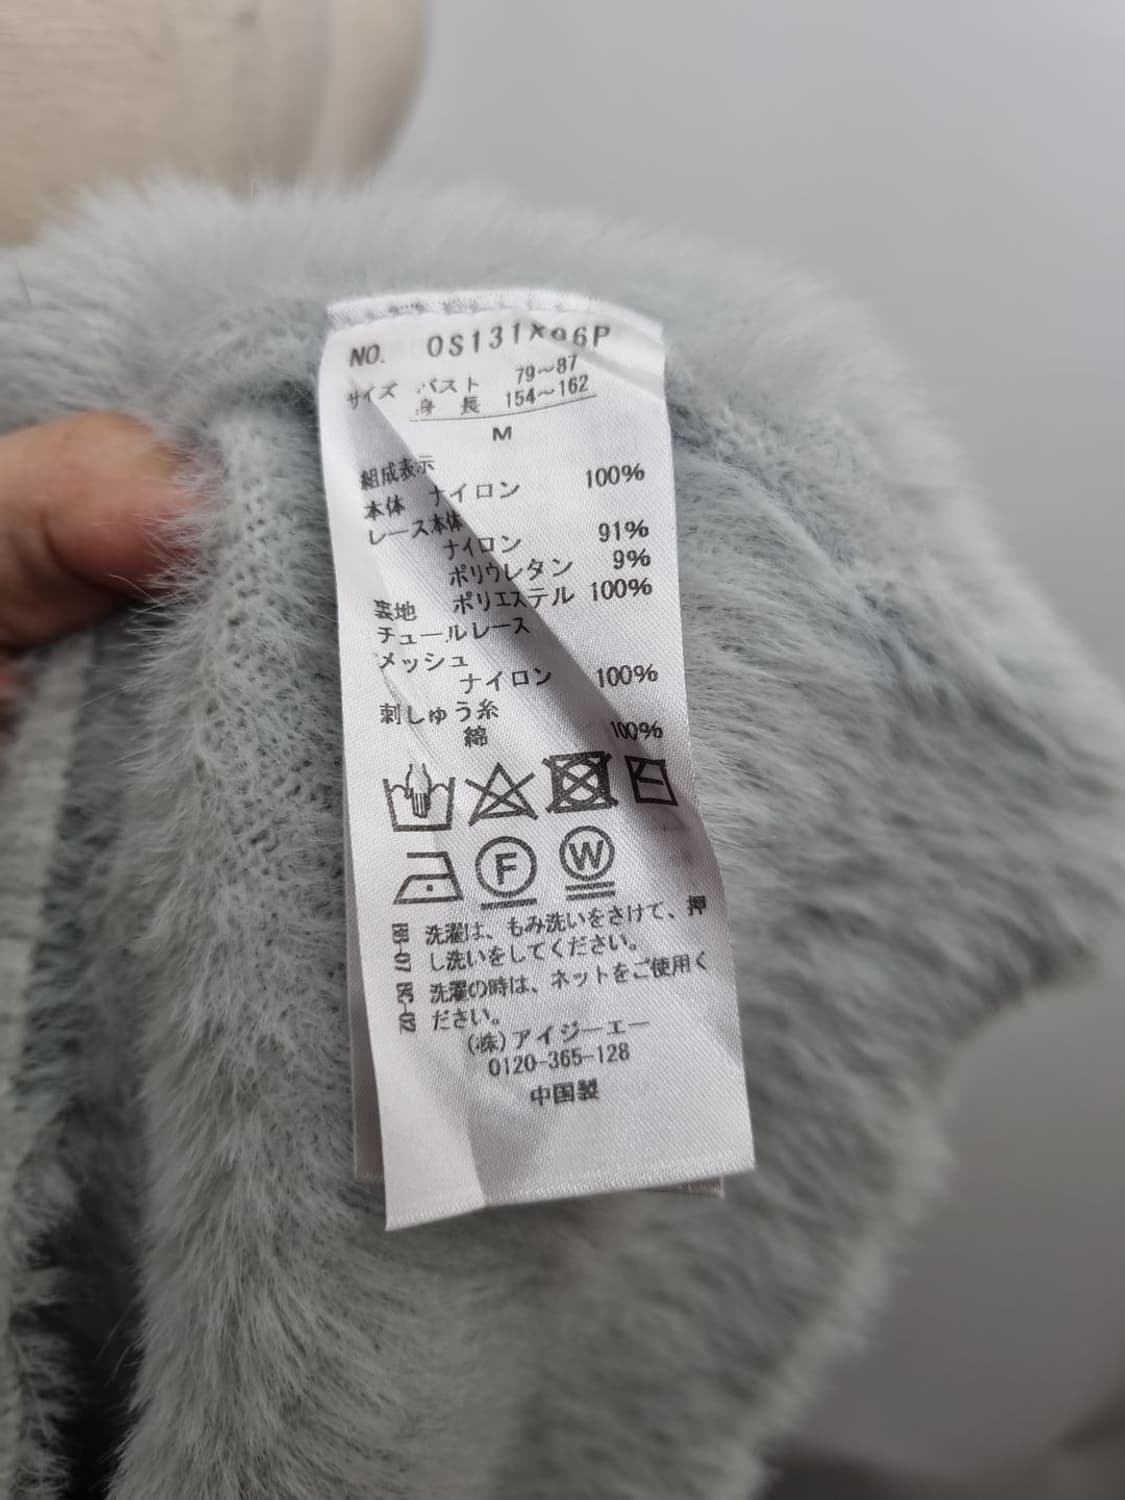 NO. OS131X96P
サイズ バスト 79～87
身 長 154～162
M
組成表示
本体 ナイロン 100%
レース本体
ナイロン 91%
ポリウレタン 9%
裏地 ポリエステル 100%
チュールレース
メッシュ
ナイロン 100%
刺しゅう糸
綿 100%
F W
洗濯は、もみ洗いをさけて、押
し洗いをしてください。
洗濯の時は、ネットをご使用く
ださい。
(株)アイジーエー
0120-365-128
中国製